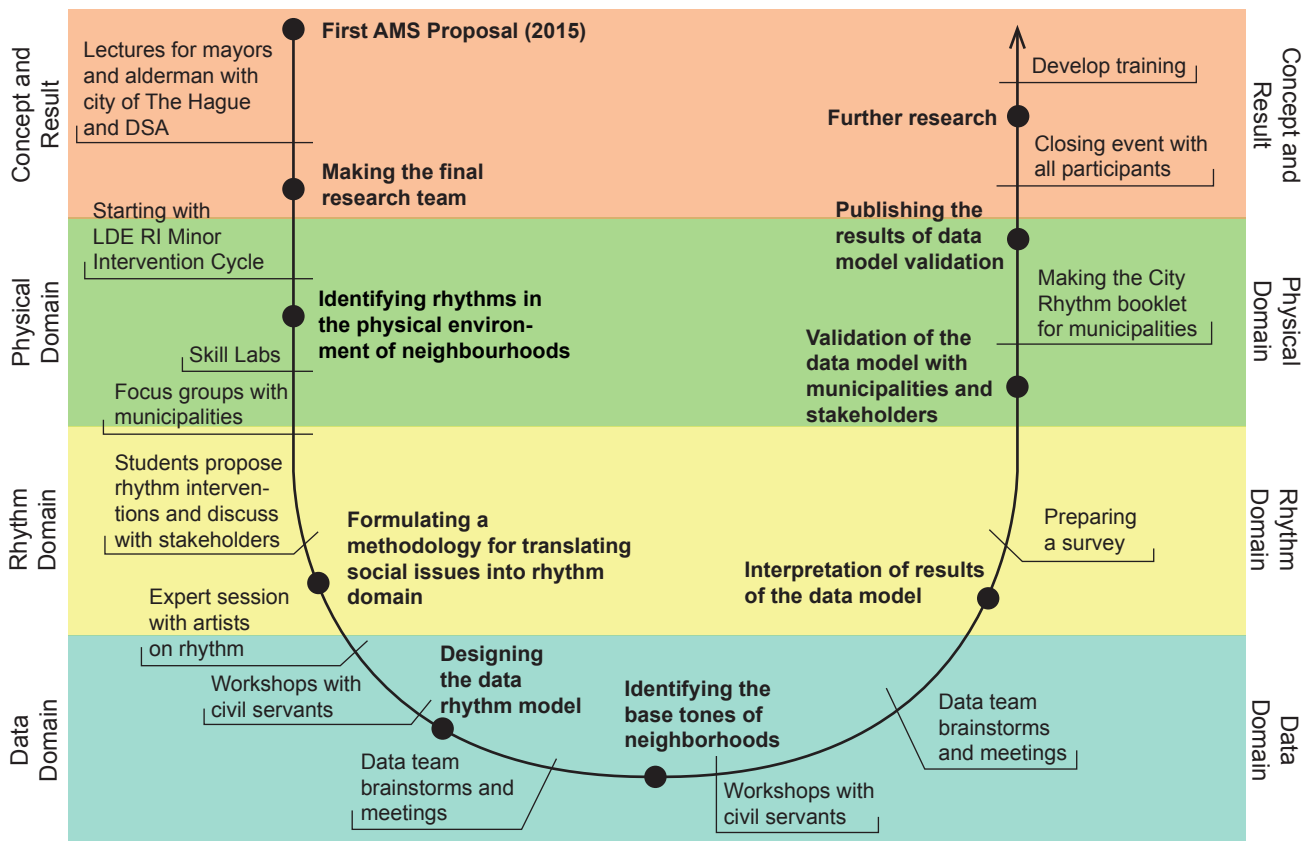 First AMS Proposal (2015)
Lectures for mayors
and alderman with
city of The Hague
and DSA
Making the final
research team
Concept and
Result
Starting with
LDE RI Minor
Intervention Cycle
Identifying rhythms in
the physical environ-
ment of neighbourhoods
Skill Labs
Focus groups with
municipalities
Physical
Domain
Students propose
rhythm interven-
tions and discuss
with stakeholders
Formulating a
methodology for translating
social issues into rhythm
domain
Expert session
with artists
on rhythm
Rhythm
Domain
Workshops with
civil servants
Designing
the data
rhythm model
Data team
brainstorms and
meetings
Identifying the
base tones of
neighborhoods
Workshops with
civil servants
Data team
brainstorms
and meetings
Data
Domain
Data
Domain
Interpretation of results
of the data model
Preparing
a survey
Rhythm
Domain
Validation of the
data model with
municipalities and
stakeholders
Making the City
Rhythm booklet
for municipalities
Publishing the
results of data
model validation
Physical
Domain
Closing event with
all participants
Further research
Develop training
Concept and
Result